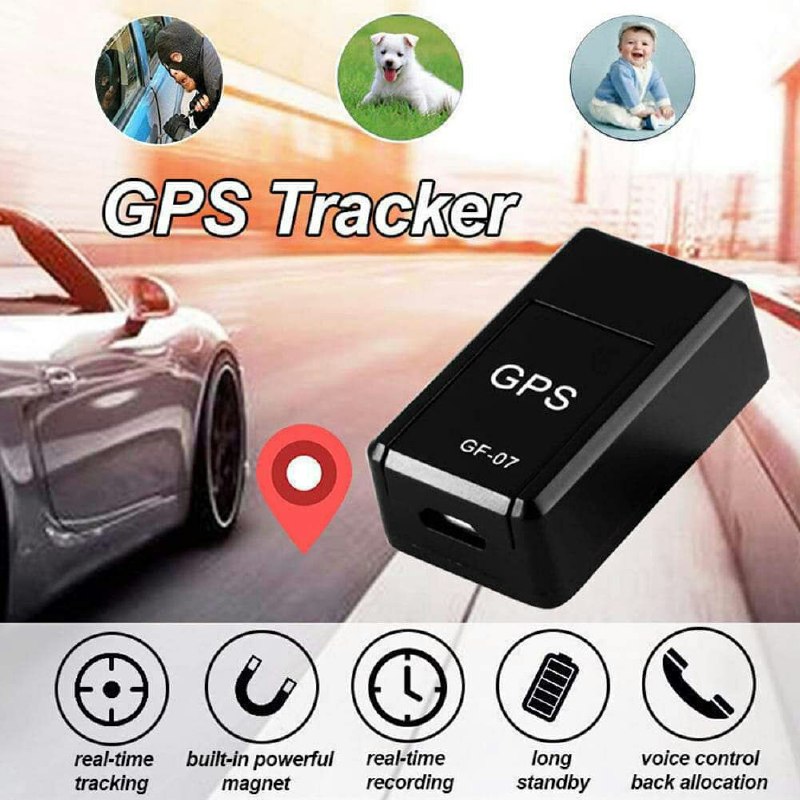 GPS Tracker
GPS
GF-07
real-time
tracking
built-in powerful
magnet
real-time
recording
long
standby
voice control
back allocation